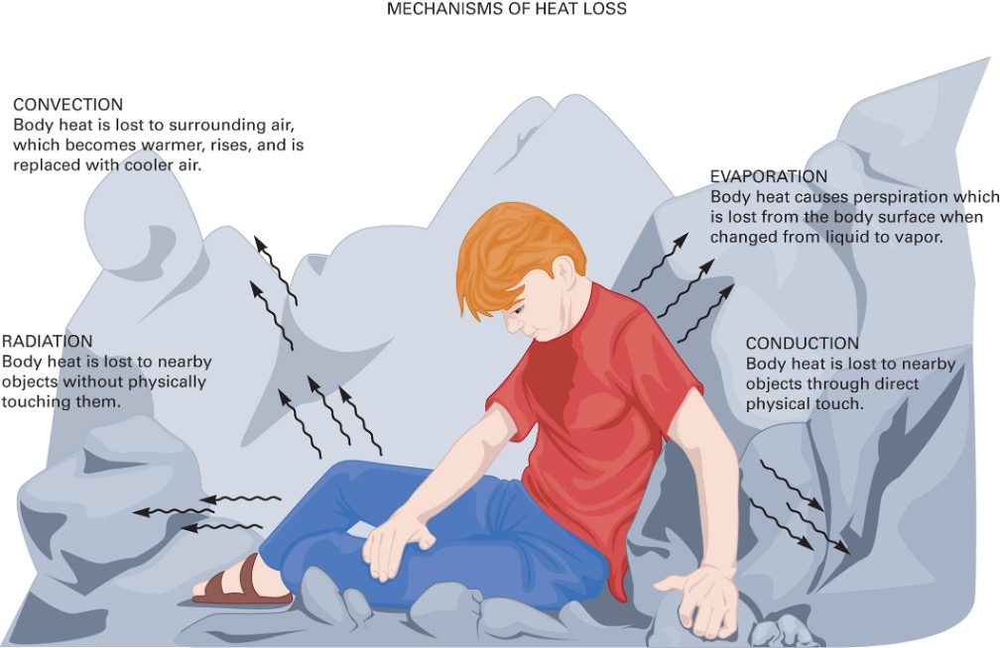 MECHANISMS OF HEAT LOSS
CONVECTION
Body heat is lost to surrounding air,
which becomes warmer, rises, and is
replaced with cooler air.
EVAPORATION
Body heat causes perspiration which
is lost from the body surface when
changed from liquid to vapor.
RADIATION
Body heat is lost to nearby
objects without physically
touching them.
CONDUCTION
Body heat is lost to nearby
objects through direct
physical touch.